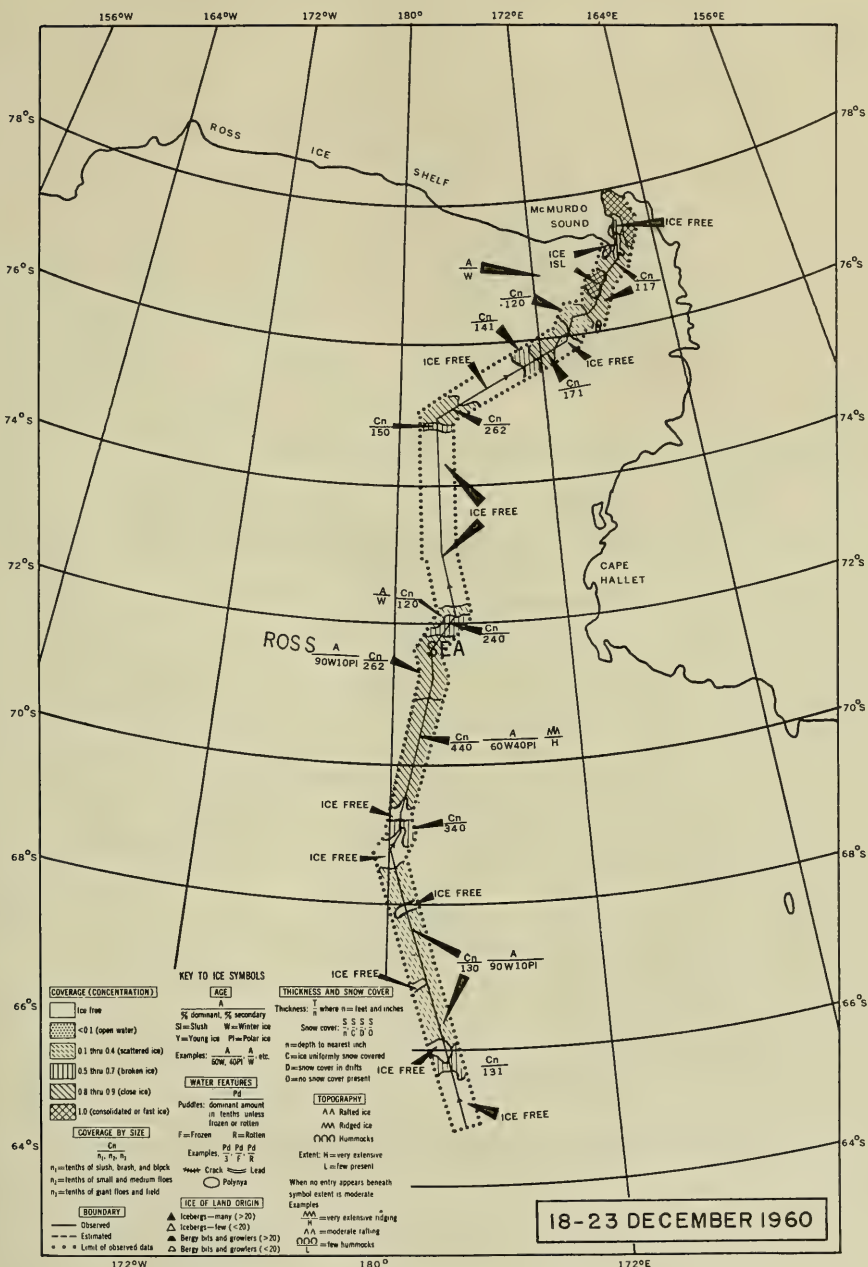 156°W 164°W 172°W 180° 172°E 164°E 156°E
78°S
78°S
ROSS ICE SHELF
McMURDO SOUND
ICE FREE
ICE ISL
A/W
Cn/117
76°S
76°S
Cn/120
Cn/141
ICE FREE
ICE FREE
Cn/171
74°S
74°S
Cn/150
Cn/262
ICE FREE
CAPE HALLET
72°S
72°S
A/W Cn/120
Cn/240
ROSS SEA
A/90W10PI Cn/262
70°S
70°S
Cn/440 A/60W40PI ᴧᴧᴧ/H
ICE FREE
Cn/340
68°S
68°S
ICE FREE
ICE FREE
Cn/130 A/90W10PI
ICE FREE
66°S
66°S
ICE FREE
Cn/131
ICE FREE
64°S
64°S
KEY TO ICE SYMBOLS
COVERAGE (CONCENTRATION)
Ice free
<0.1 (open water)
0.1 thru 0.4 (scattered ice)
0.5 thru 0.7 (broken ice)
0.8 thru 0.9 (close ice)
1.0 (consolidated or fast ice)
COVERAGE BY SIZE
Cn
n₁, n₂, n₃
n₁=tenths of slush, brash, and block
n₂=tenths of small and medium floes
n₃=tenths of giant floes and field
BOUNDARY
Observed
Estimated
Limit of observed data
AGE
A
% dominant, % secondary
Sl=Slush W=Winter ice
Y=Young ice PI=Polar ice
Examples: A/60W, 40PI; A/W, etc.
WATER FEATURES
Pd
Puddles: dominant amount
in tenths unless
frozen or rotten
F=Frozen R=Rotten
Examples, Pd/3, Pd/F, Pd/R
Crack Lead
Polynya
ICE OF LAND ORIGIN
Icebergs—many (>20)
Icebergs—few (<20)
Bergy bits and growlers (>20)
Bergy bits and growlers (<20)
THICKNESS AND SNOW COVER
Thickness: T/n where n=feet and inches
Snow cover: S/n, S/C, S/D, S/O
n=depth to nearest inch
C=ice uniformly snow covered
D=snow cover in drifts
O=no snow cover present
TOPOGRAPHY
Rafted ice
Ridged ice
Hummocks
Extent: H=very extensive
L=few present
When no entry appears beneath
symbol extent is moderate
Examples
H =very extensive ridging
=moderate rafting
L =few hummocks
18-23 DECEMBER 1960
172°W 180° 172°E